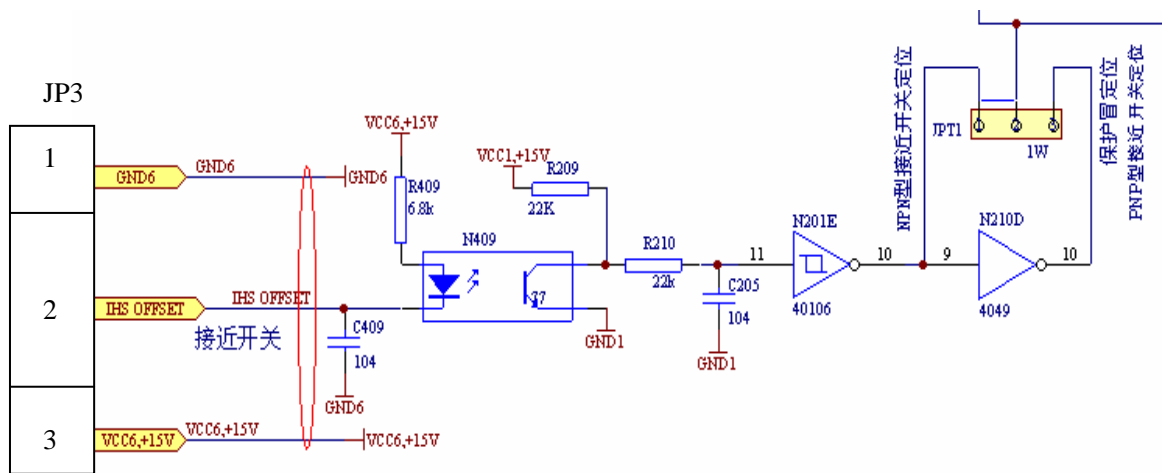 JP3
1
2
3
GND6
GND6
GND6
IHS OFFSET
IHS OFFSET
接近开关
VCC6,+15V
VCC6,+15V
VCC6,+15V
VCC6,+15V
R409
6.8k
C409
104
GND6
N409
VCC1,+15V
R209
22K
GND1
R210
22k
C205
104
GND1
11
N201E
10
40106
NPN型接近开关定位
JPT1
1
2
3
1W
保护冒定位
PNP型接近开关定位
9
N210D
10
4049